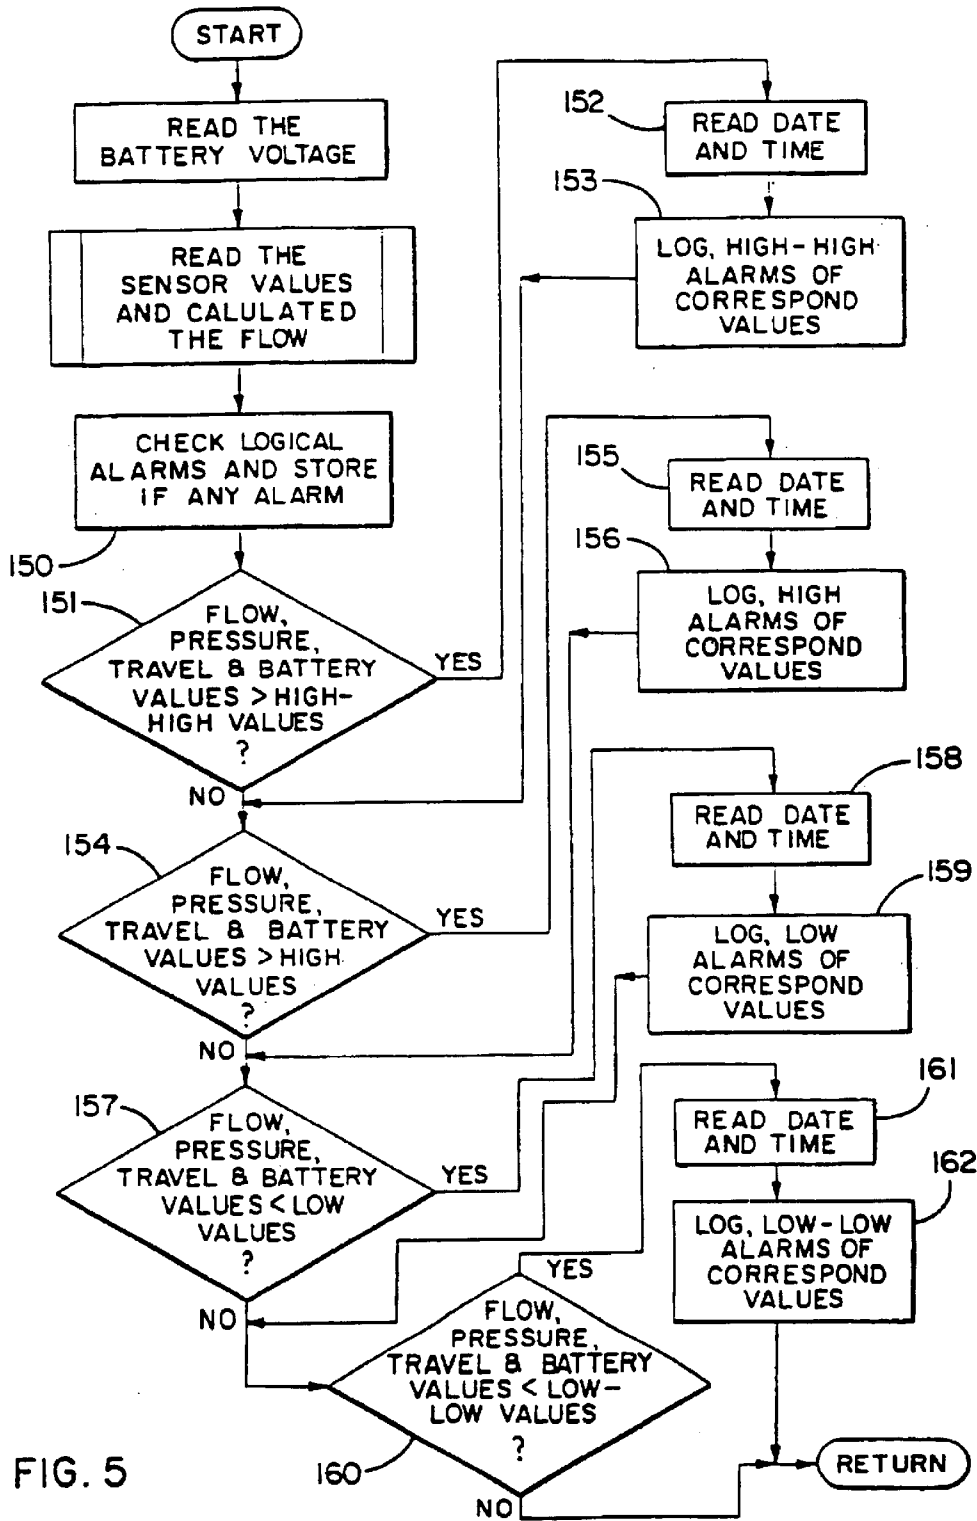 START
READ THE
BATTERY VOLTAGE
READ THE
SENSOR VALUES
AND CALULATED
THE FLOW
CHECK LOGICAL
ALARMS AND STORE
IF ANY ALARM
150
151
FLOW,
PRESSURE,
TRAVEL & BATTERY
VALUES > HIGH-
HIGH VALUES
?
YES
NO
152
READ DATE
AND TIME
153
LOG, HIGH-HIGH
ALARMS OF
CORRESPOND
VALUES
154
FLOW,
PRESSURE,
TRAVEL & BATTERY
VALUES > HIGH
VALUES
?
YES
NO
155
READ DATE
AND TIME
156
LOG, HIGH
ALARMS OF
CORRESPOND
VALUES
157
FLOW,
PRESSURE,
TRAVEL & BATTERY
VALUES < LOW
VALUES
?
YES
NO
158
READ DATE
AND TIME
159
LOG, LOW
ALARMS OF
CORRESPOND
VALUES
160
FLOW,
PRESSURE,
TRAVEL & BATTERY
VALUES < LOW-
LOW VALUES
?
YES
NO
161
READ DATE
AND TIME
162
LOG, LOW-LOW
ALARMS OF
CORRESPOND
VALUES
RETURN
FIG. 5